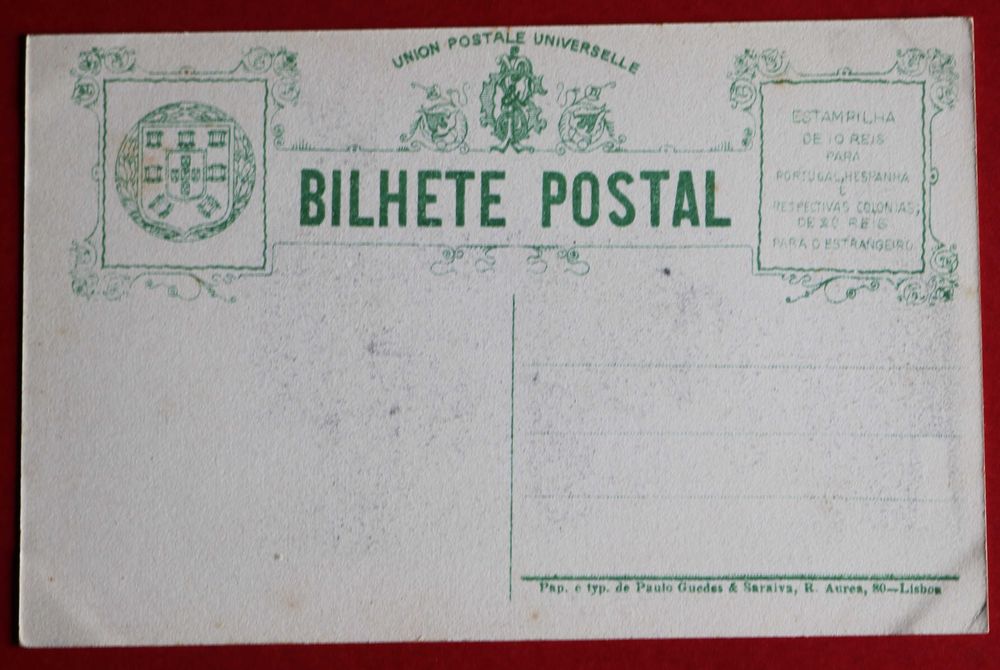 UNION POSTALE UNIVERSELLE
BILHETE POSTAL
ESTAMPILHA
DE 10 REIS
PARA
PORTUGAL, HESPANHA
E
RESPECTIVAS COLONIAS,
DE 20 REIS
PARA O ESTRANGEIRO
Pap. e typ. de Paulo Guedes & Saraiva, R. Aurea, 80—Lisboa